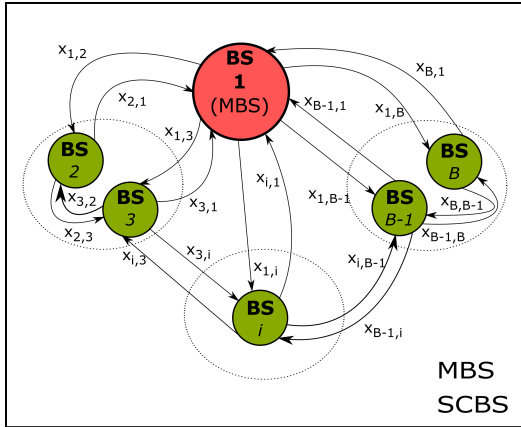 BS
1
(MBS)
x1,2
x2,1
x1,3
x3,1
xB,1
x1,B
xB-1,1
x1,B-1
BS
2
BS
3
x3,2
x2,3
BS
B
BS
B-1
xB,B-1
xB-1,B
xi,3
x3,i
x1,i
xi,1
xi,B-1
xB-1,i
BS
i
MBS
SCBS